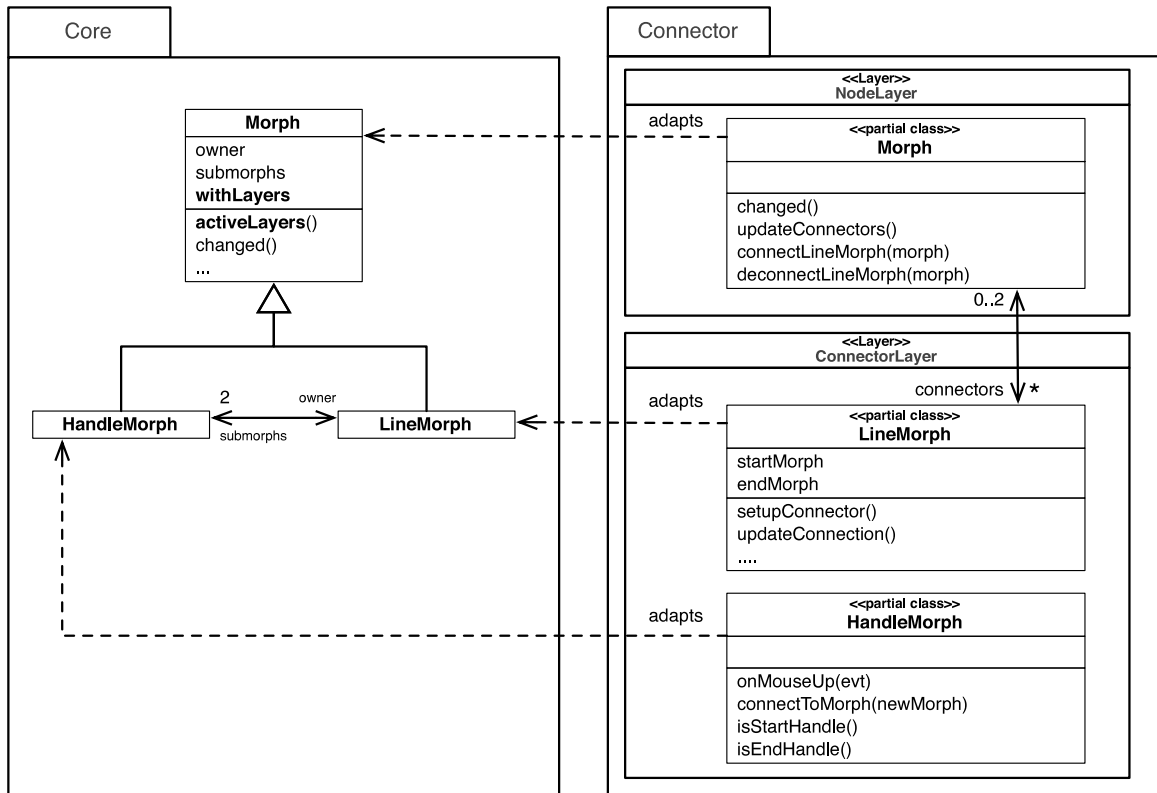 Core
Morph
owner
submorphs
withLayers
activeLayers()
changed()
...
2
owner
submorphs
HandleMorph
LineMorph
Connector
<<Layer>>
NodeLayer
adapts
<<partial class>>
Morph
changed()
updateConnectors()
connectLineMorph(morph)
deconnectLineMorph(morph)
0..2
<<Layer>>
ConnectorLayer
connectors *
adapts
<<partial class>>
LineMorph
startMorph
endMorph
setupConnector()
updateConnection()
....
adapts
<<partial class>>
HandleMorph
onMouseUp(evt)
connectToMorph(newMorph)
isStartHandle()
isEndHandle()